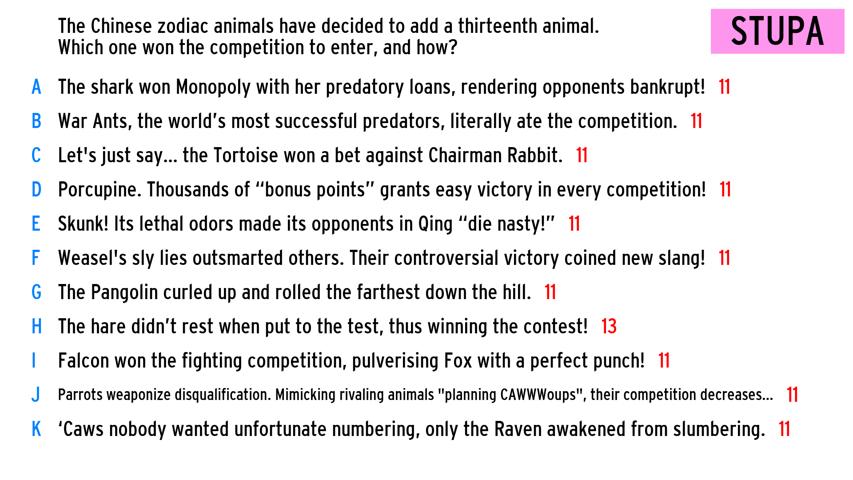 The Chinese zodiac animals have decided to add a thirteenth animal.
Which one won the competition to enter, and how?
STUPA
A The shark won Monopoly with her predatory loans, rendering opponents bankrupt! 11
B War Ants, the world's most successful predators, literally ate the competition. 11
C Let's just say... the Tortoise won a bet against Chairman Rabbit. 11
D Porcupine. Thousands of “bonus points” grants easy victory in every competition! 11
E Skunk! Its lethal odors made its opponents in Qing “die nasty!” 11
F Weasel's sly lies outsmarted others. Their controversial victory coined new slang! 11
G The Pangolin curled up and rolled the farthest down the hill. 11
H The hare didn't rest when put to the test, thus winning the contest! 13
I Falcon won the fighting competition, pulverising Fox with a perfect punch! 11
J Parrots weaponize disqualification. Mimicking rivaling animals "planning CAWWWoups", their competition decreases... 11
K ‘Caws nobody wanted unfortunate numbering, only the Raven awakened from slumbering. 11